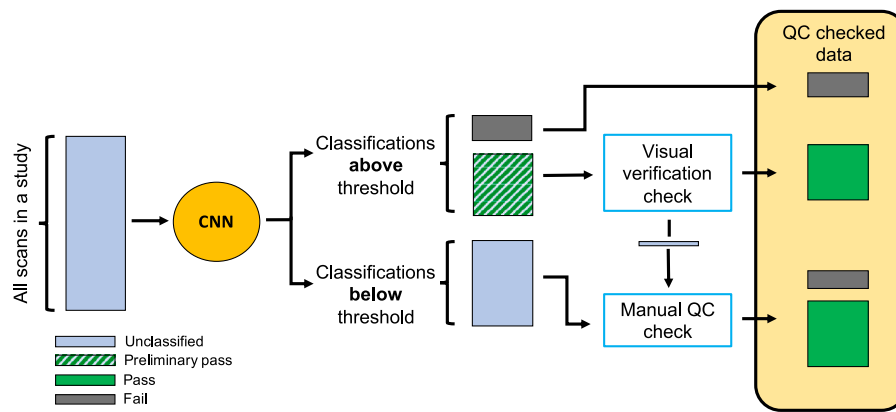 QC checked
data
All scans in a study
CNN
Classifications
above
threshold
Visual
verification
check
Classifications
below
threshold
Manual QC
check
Unclassified
Preliminary pass
Pass
Fail